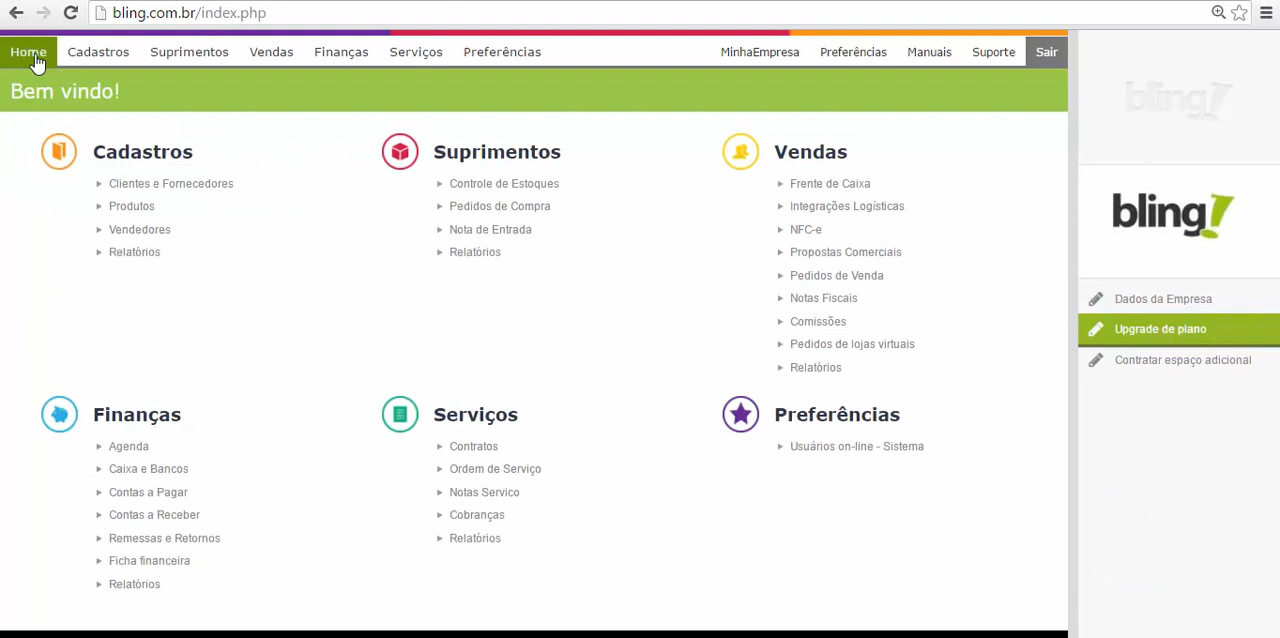 bling.com.br/index.php
Home Cadastros Suprimentos Vendas Finanças Serviços Preferências MinhaEmpresa Preferências Manuais Suporte Sair
Bem vindo!
Cadastros
Clientes e Fornecedores
Produtos
Vendedores
Relatórios
Suprimentos
Controle de Estoques
Pedidos de Compra
Nota de Entrada
Relatórios
Vendas
Frente de Caixa
Integrações Logísticas
NFC-e
Propostas Comerciais
Pedidos de Venda
Notas Fiscais
Comissões
Pedidos de lojas virtuais
Relatórios
Finanças
Agenda
Caixa e Bancos
Contas a Pagar
Contas a Receber
Remessas e Retornos
Ficha financeira
Relatórios
Serviços
Contratos
Ordem de Serviço
Notas Servico
Cobranças
Relatórios
Preferências
Usuários on-line - Sistema
bling!
bling!
Dados da Empresa
Upgrade de plano
Contratar espaço adicional